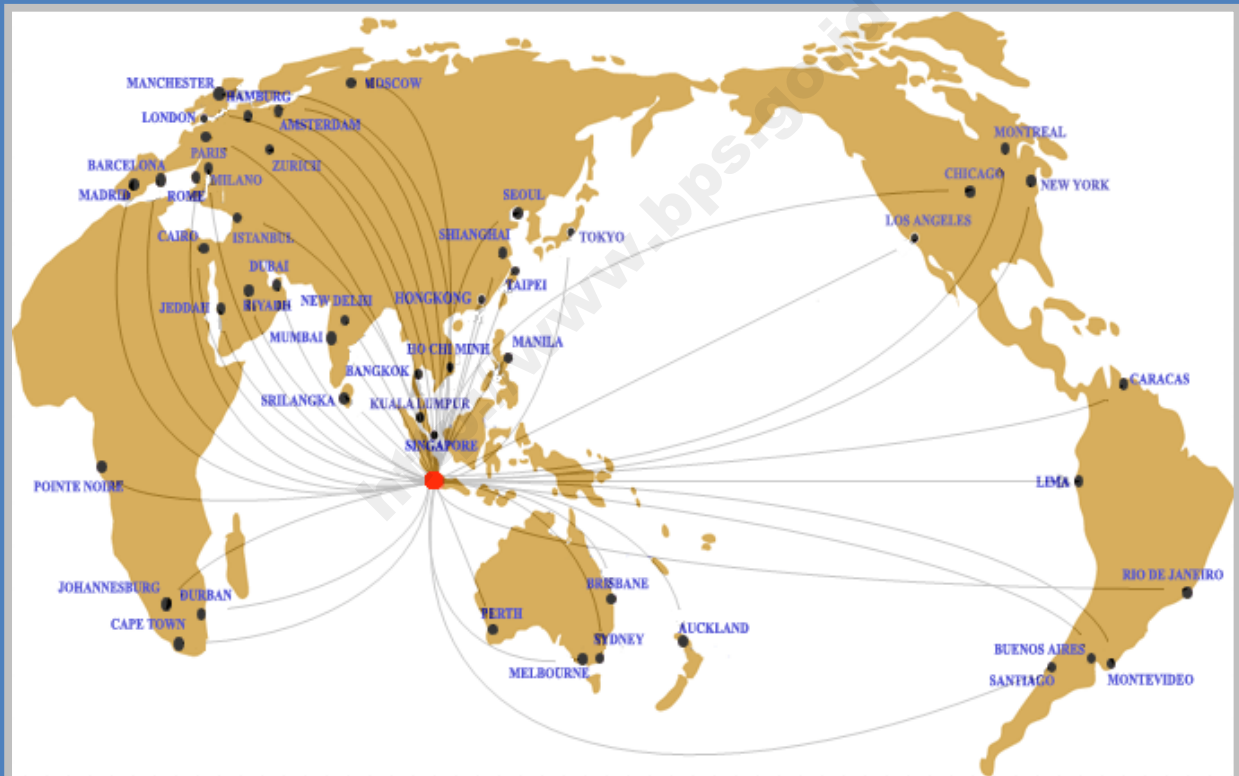 MANCHESTER
MOSCOW
HAMBURG
LONDON
AMSTERDAM
MONTREAL
PARIS
BARCELONA
ZURICH
CHICAGO
MILANO
NEW YORK
MADRID
ROME
SEOUL
LOS ANGELES
CAIRO
ISTANBUL
SHIANGHAI
TOKYO
DUBAI
TAIPEI
JEDDAH
RIYADH
NEW DELHI
HONGKONG
MUMBAI
HO CHI MINH
MANILA
BANGKOK
CARACAS
SRILANGKA
KUALA LUMPUR
SINGAPORE
POINTE NOIRE
LIMA
JOHANNESBURG
DURBAN
BRISBANE
RIO DE JANEIRO
CAPE TOWN
PERTH
AUCKLAND
SYDNEY
BUENOS AIRES
MELBOURNE
SANTIAGO
MONTEVIDEO
www.bps.go.id